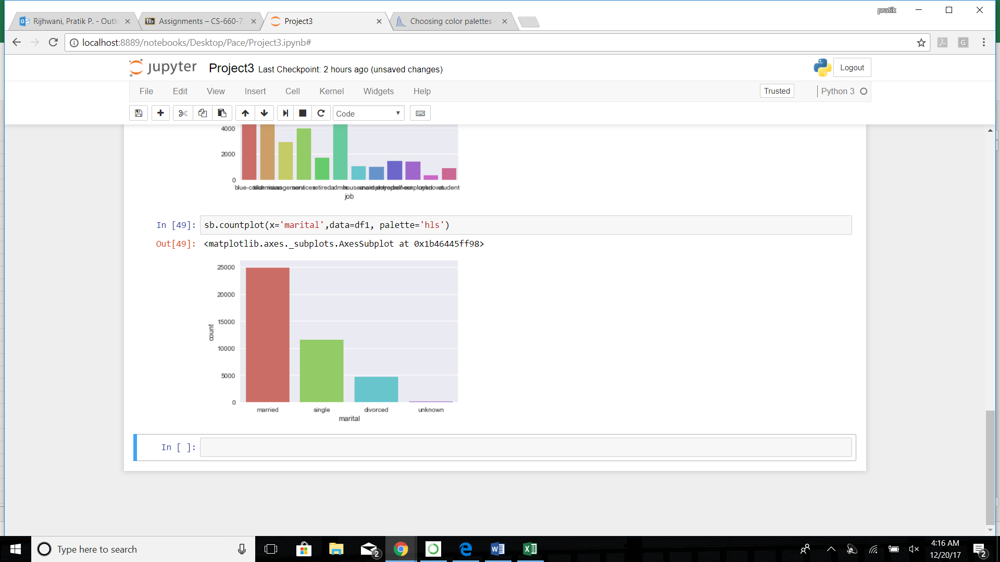 pratik
Rijhwani, Pratik P. - Outlo
Assignments – CS-660-7
Project3
Choosing color palettes
localhost:8889/notebooks/Desktop/Pace/Project3.ipynb#
jupyter Project3 Last Checkpoint: 2 hours ago (unsaved changes)
Logout
File Edit View Insert Cell Kernel Widgets Help
Trusted
Python 3
Code
4000
2000
0
student
job
In [49]: sb.countplot(x='marital',data=df1, palette='hls')
Out[49]: <matplotlib.axes._subplots.AxesSubplot at 0x1b46445ff98>
25000
20000
15000
10000
5000
0
count
married single divorced unknown
marital
In [ ]:
Type here to search
2
4:16 AM
12/20/17
2